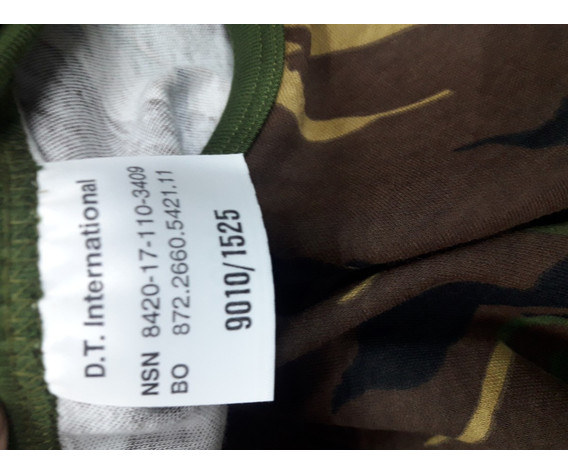 D.T. International
NSN 8420-17-110-3409
BO 872.2660.5421.11
9010/1525